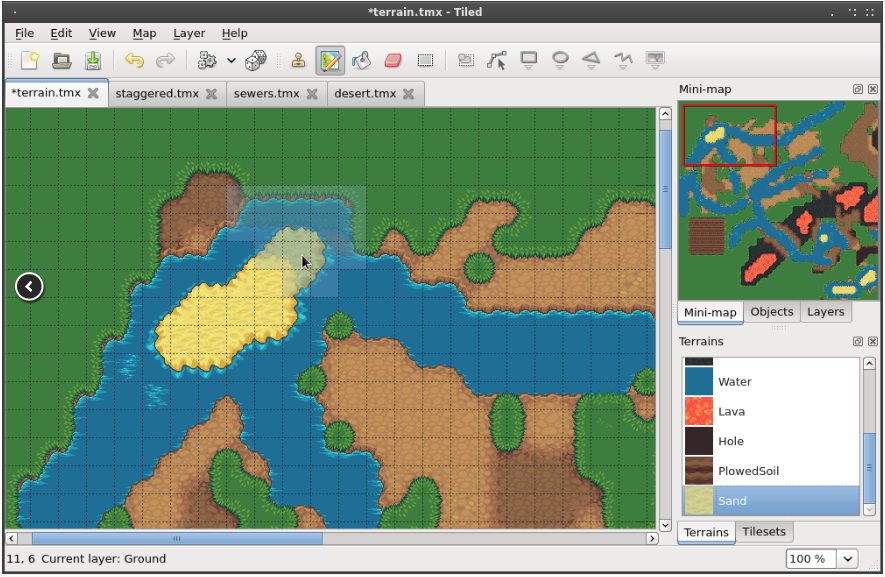 *terrain.tmx - Tiled
File Edit View Map Layer Help
*terrain.tmx staggered.tmx sewers.tmx desert.tmx
Mini-map
Mini-map Objects Layers
Terrains
Water
Lava
Hole
PlowedSoil
Sand
Terrains Tilesets
11, 6 Current layer: Ground
100 %